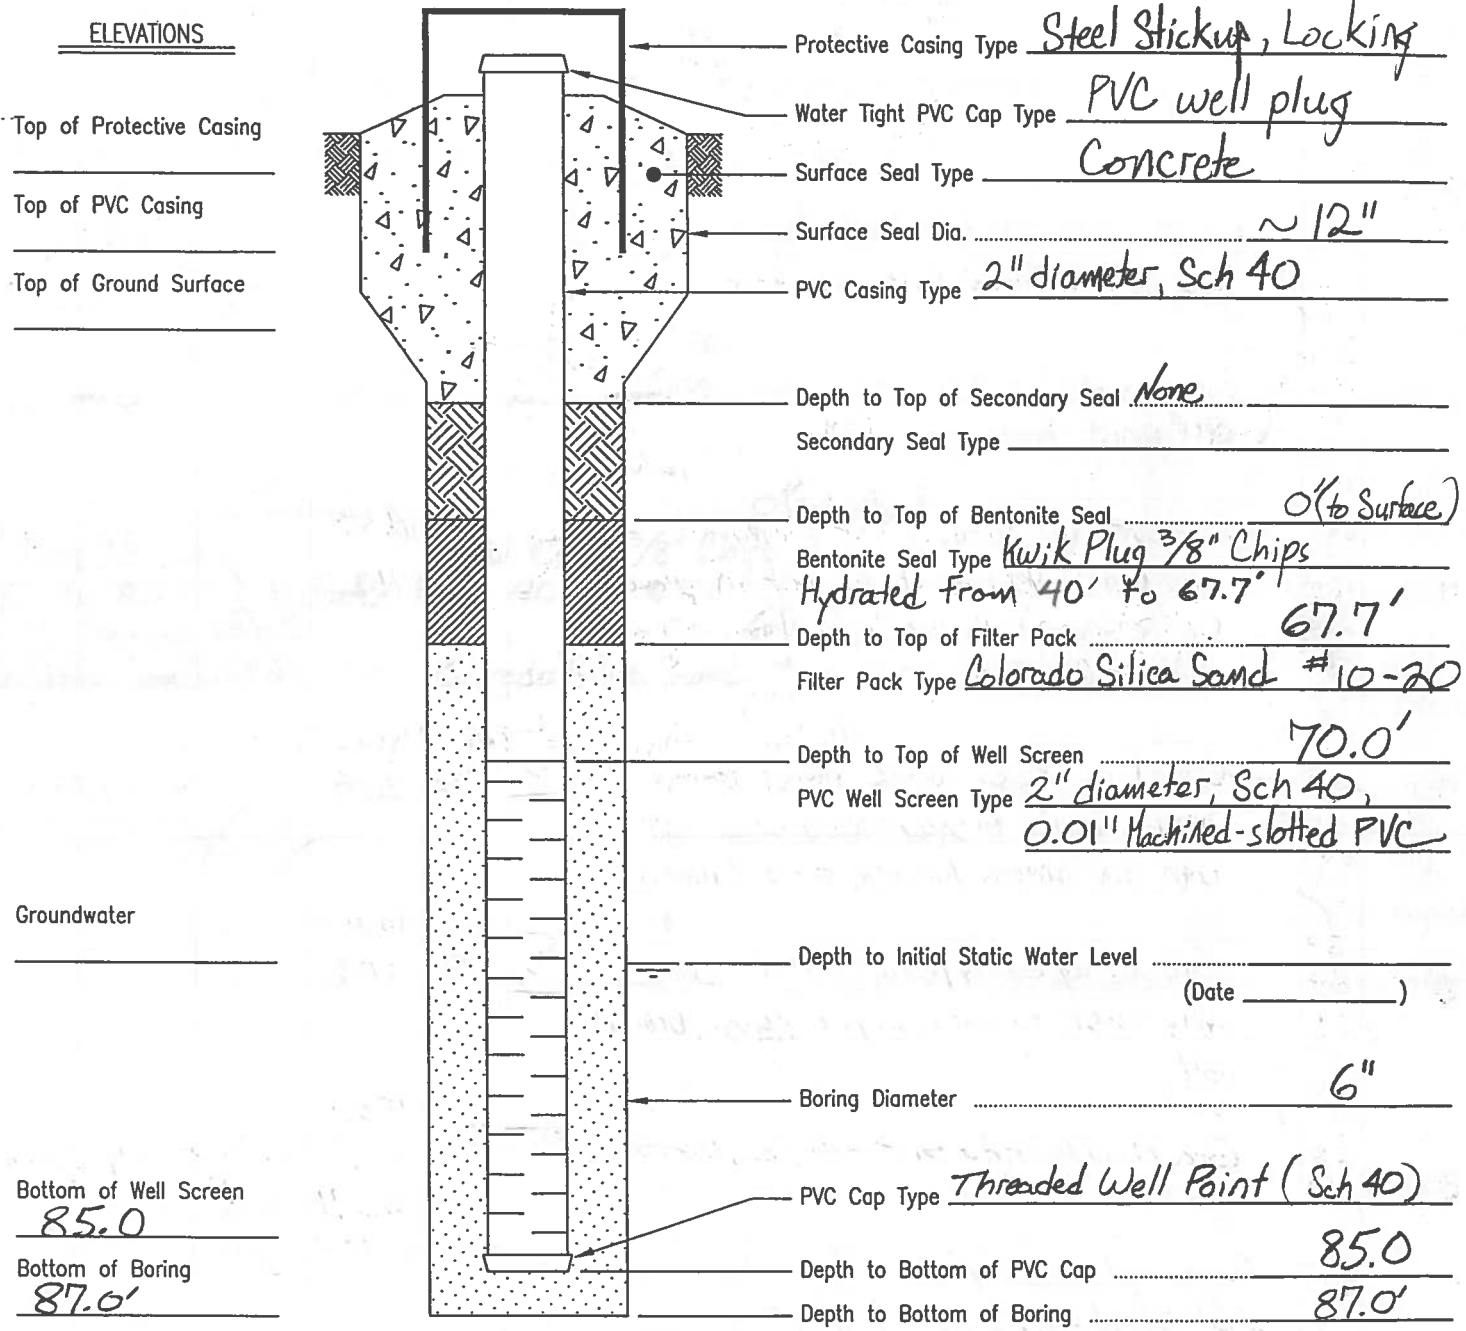 ELEVATIONS
Top of Protective Casing
Top of PVC Casing
Top of Ground Surface
Groundwater
Bottom of Well Screen
85.0
Bottom of Boring
87.0'
Protective Casing Type Steel Stickup, Locking
Water Tight PVC Cap Type PVC well plug
Surface Seal Type Concrete
Surface Seal Dia. ~12"
PVC Casing Type 2" diameter, Sch 40
Depth to Top of Secondary Seal None
Secondary Seal Type
Depth to Top of Bentonite Seal 0'(to Surface)
Bentonite Seal Type Kwik Plug 3/8" Chips
Hydrated from 40' to 67.7'
Depth to Top of Filter Pack 67.7'
Filter Pack Type Colorado Silica Sand #10-20
Depth to Top of Well Screen 70.0'
PVC Well Screen Type 2" diameter, Sch 40,
0.01" Machined-slotted PVC
Depth to Initial Static Water Level
(Date )
Boring Diameter 6"
PVC Cap Type Threaded Well Point (Sch 40)
Depth to Bottom of PVC Cap 85.0
Depth to Bottom of Boring 87.0'